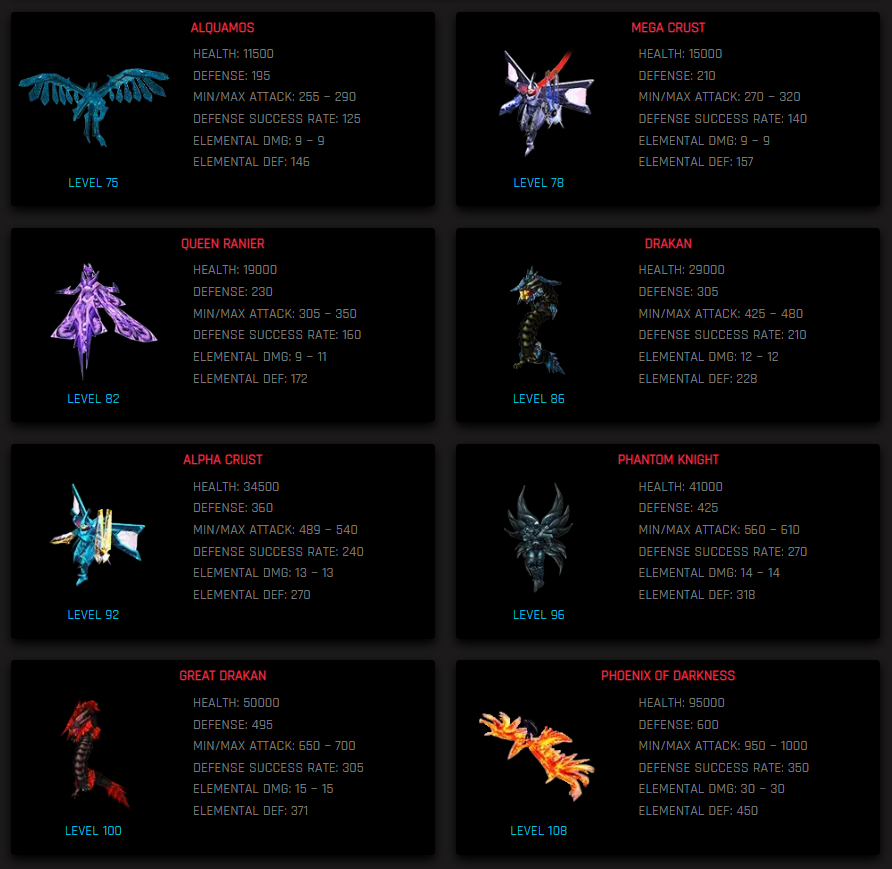 ALQUAMOS
HEALTH: 11500
DEFENSE: 195
MIN/MAX ATTACK: 255 – 290
DEFENSE SUCCESS RATE: 125
ELEMENTAL DMG: 9 – 9
ELEMENTAL DEF: 146
LEVEL 75
MEGA CRUST
HEALTH: 15000
DEFENSE: 210
MIN/MAX ATTACK: 270 – 320
DEFENSE SUCCESS RATE: 140
ELEMENTAL DMG: 9 – 9
ELEMENTAL DEF: 157
LEVEL 78
QUEEN RANIER
HEALTH: 19000
DEFENSE: 230
MIN/MAX ATTACK: 305 – 350
DEFENSE SUCCESS RATE: 160
ELEMENTAL DMG: 9 – 11
ELEMENTAL DEF: 172
LEVEL 82
DRAKAN
HEALTH: 29000
DEFENSE: 305
MIN/MAX ATTACK: 425 – 480
DEFENSE SUCCESS RATE: 210
ELEMENTAL DMG: 12 – 12
ELEMENTAL DEF: 228
LEVEL 86
ALPHA CRUST
HEALTH: 34500
DEFENSE: 360
MIN/MAX ATTACK: 489 – 540
DEFENSE SUCCESS RATE: 240
ELEMENTAL DMG: 13 – 13
ELEMENTAL DEF: 270
LEVEL 92
PHANTOM KNIGHT
HEALTH: 41000
DEFENSE: 425
MIN/MAX ATTACK: 560 – 610
DEFENSE SUCCESS RATE: 270
ELEMENTAL DMG: 14 – 14
ELEMENTAL DEF: 318
LEVEL 96
GREAT DRAKAN
HEALTH: 50000
DEFENSE: 495
MIN/MAX ATTACK: 650 – 700
DEFENSE SUCCESS RATE: 305
ELEMENTAL DMG: 15 – 15
ELEMENTAL DEF: 371
LEVEL 100
PHOENIX OF DARKNESS
HEALTH: 95000
DEFENSE: 600
MIN/MAX ATTACK: 950 – 1000
DEFENSE SUCCESS RATE: 350
ELEMENTAL DMG: 30 – 30
ELEMENTAL DEF: 450
LEVEL 108